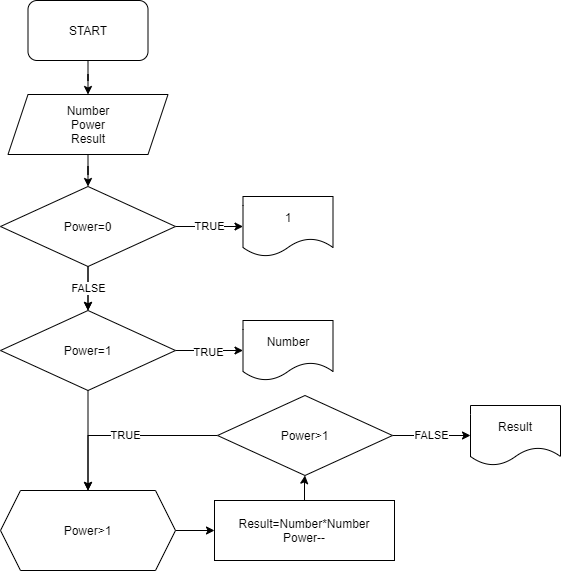 START
Number
Power
Result
Power=0
TRUE
1
FALSE
Power=1
TRUE
Number
TRUE
Power>1
FALSE
Result
Power>1
Result=Number*Number
Power--